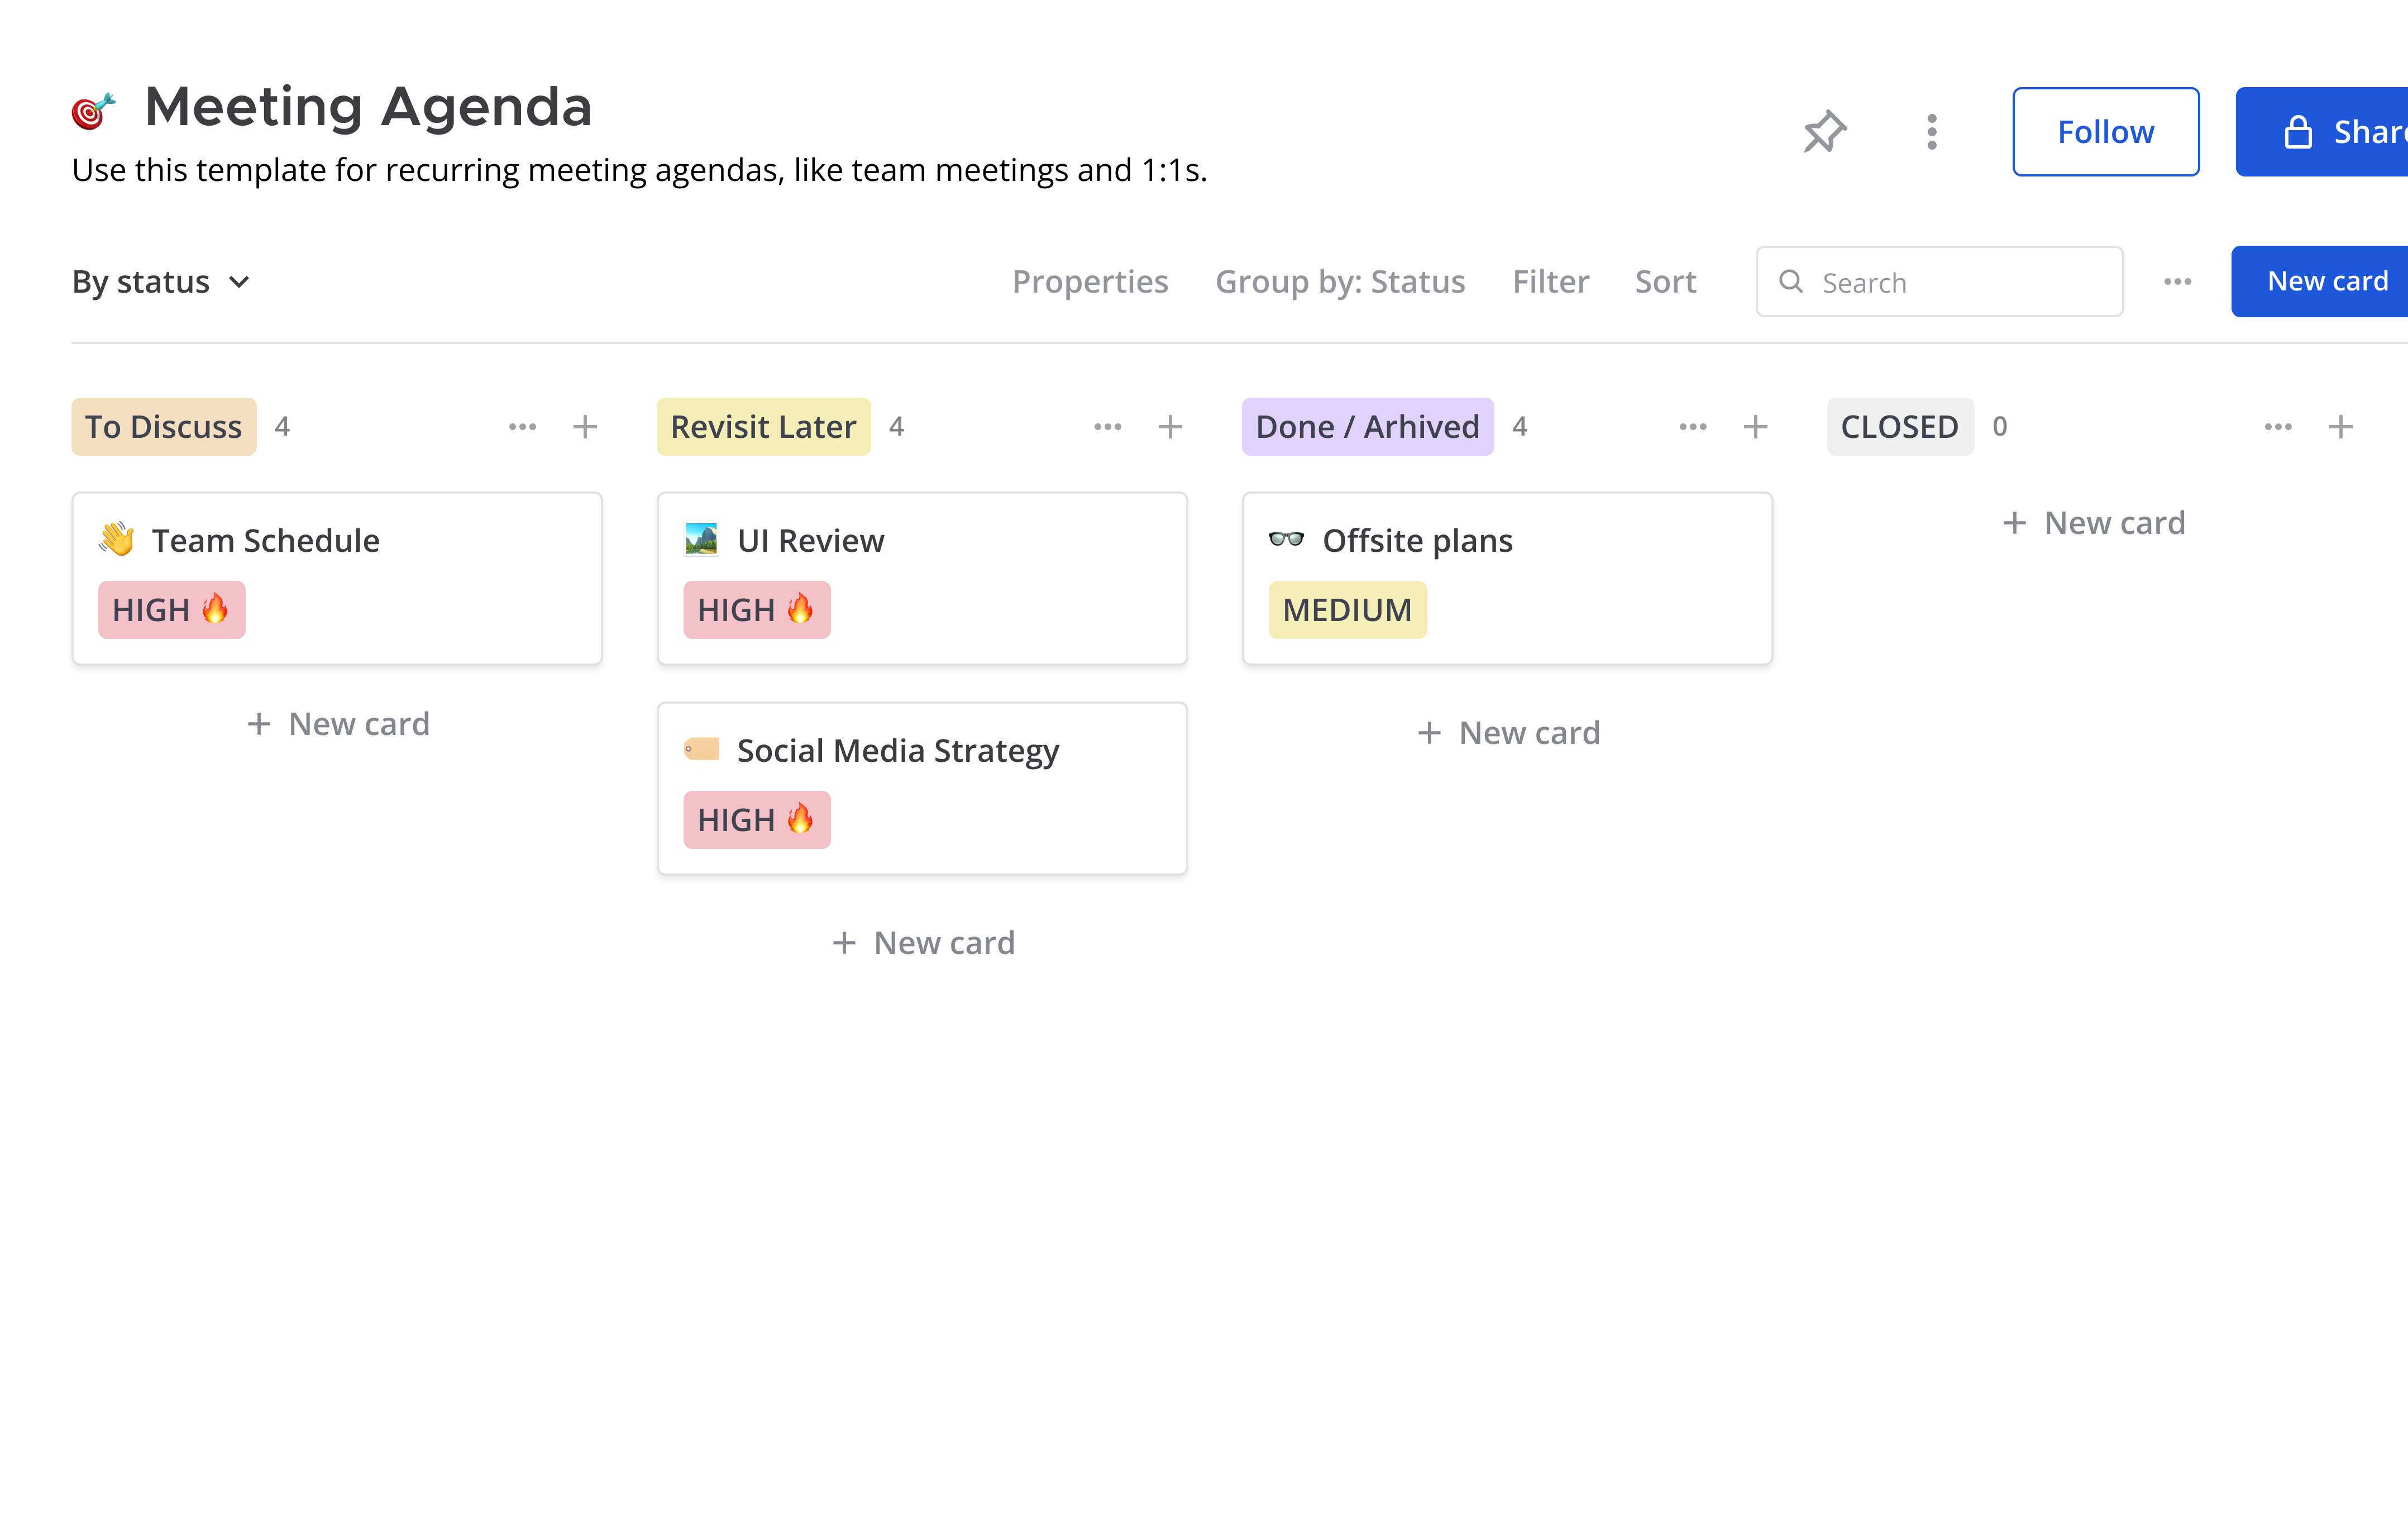 Meeting Agenda
Use this template for recurring meeting agendas, like team meetings and 1:1s.
Follow
Share
By status
Properties
Group by: Status
Filter
Sort
Search
New card
To Discuss 4
Revisit Later 4
Done / Arhived 4
CLOSED 0
Team Schedule
HIGH 🔥
+ New card
UI Review
HIGH 🔥
Social Media Strategy
HIGH 🔥
+ New card
Offsite plans
MEDIUM
+ New card
+ New card